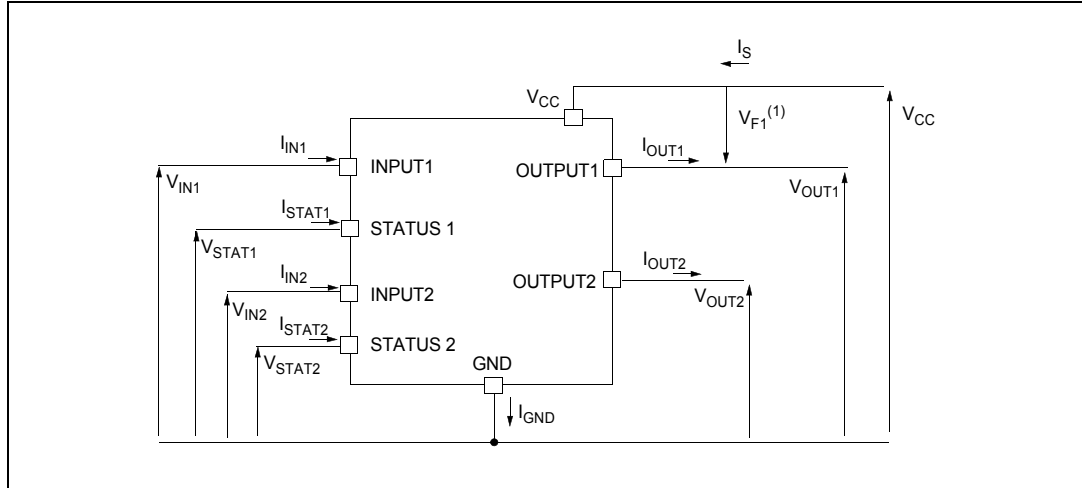 I_S
V_CC
V_F1^(1)
V_CC
I_IN1
INPUT1
OUTPUT1
I_OUT1
V_IN1
V_OUT1
I_STAT1
STATUS 1
V_STAT1
I_IN2
INPUT2
OUTPUT2
I_OUT2
V_IN2
V_OUT2
I_STAT2
STATUS 2
V_STAT2
GND
I_GND